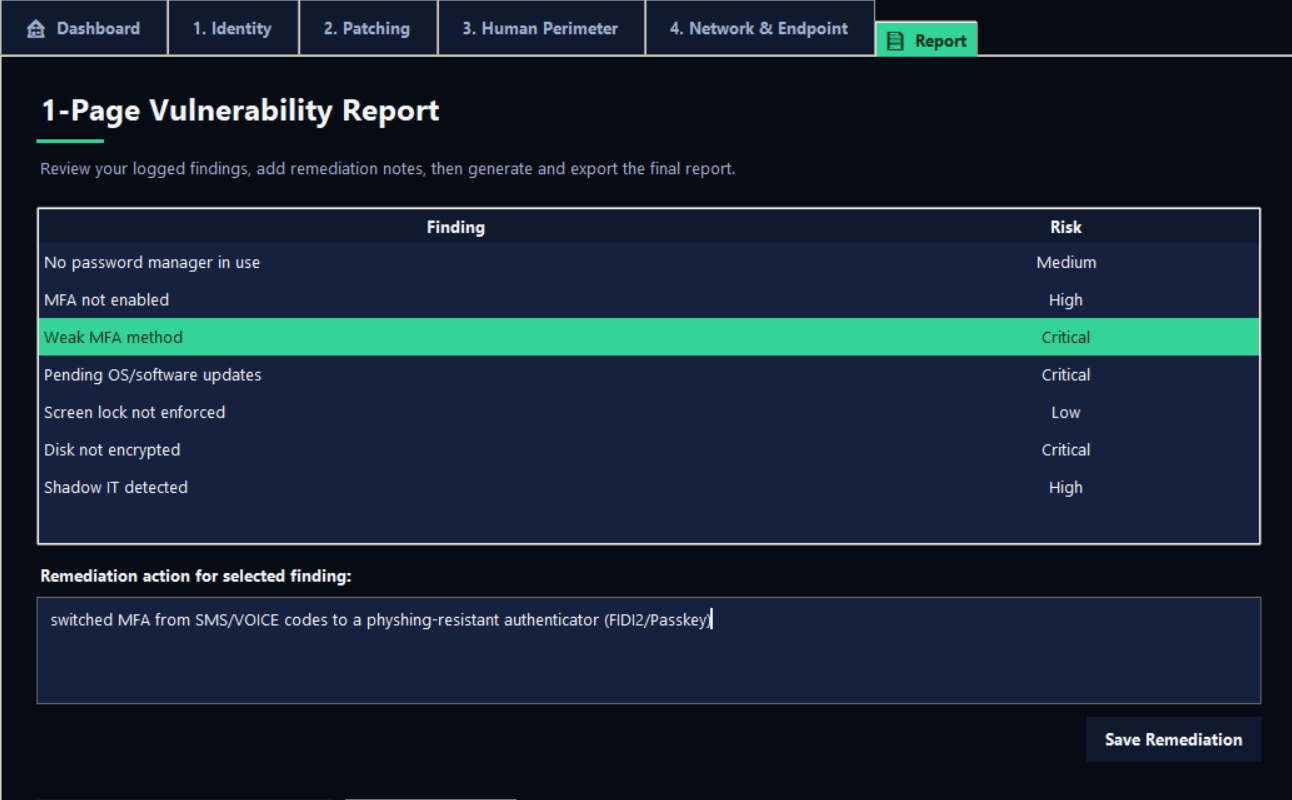 Dashboard
1. Identity
2. Patching
3. Human Perimeter
4. Network & Endpoint
Report
1-Page Vulnerability Report
Review your logged findings, add remediation notes, then generate and export the final report.
Finding Risk
No password manager in use Medium
MFA not enabled High
Weak MFA method Critical
Pending OS/software updates Critical
Screen lock not enforced Low
Disk not encrypted Critical
Shadow IT detected High
Remediation action for selected finding:
switched MFA from SMS/VOICE codes to a physhing-resistant authenticator (FIDI2/Passkey)
Save Remediation